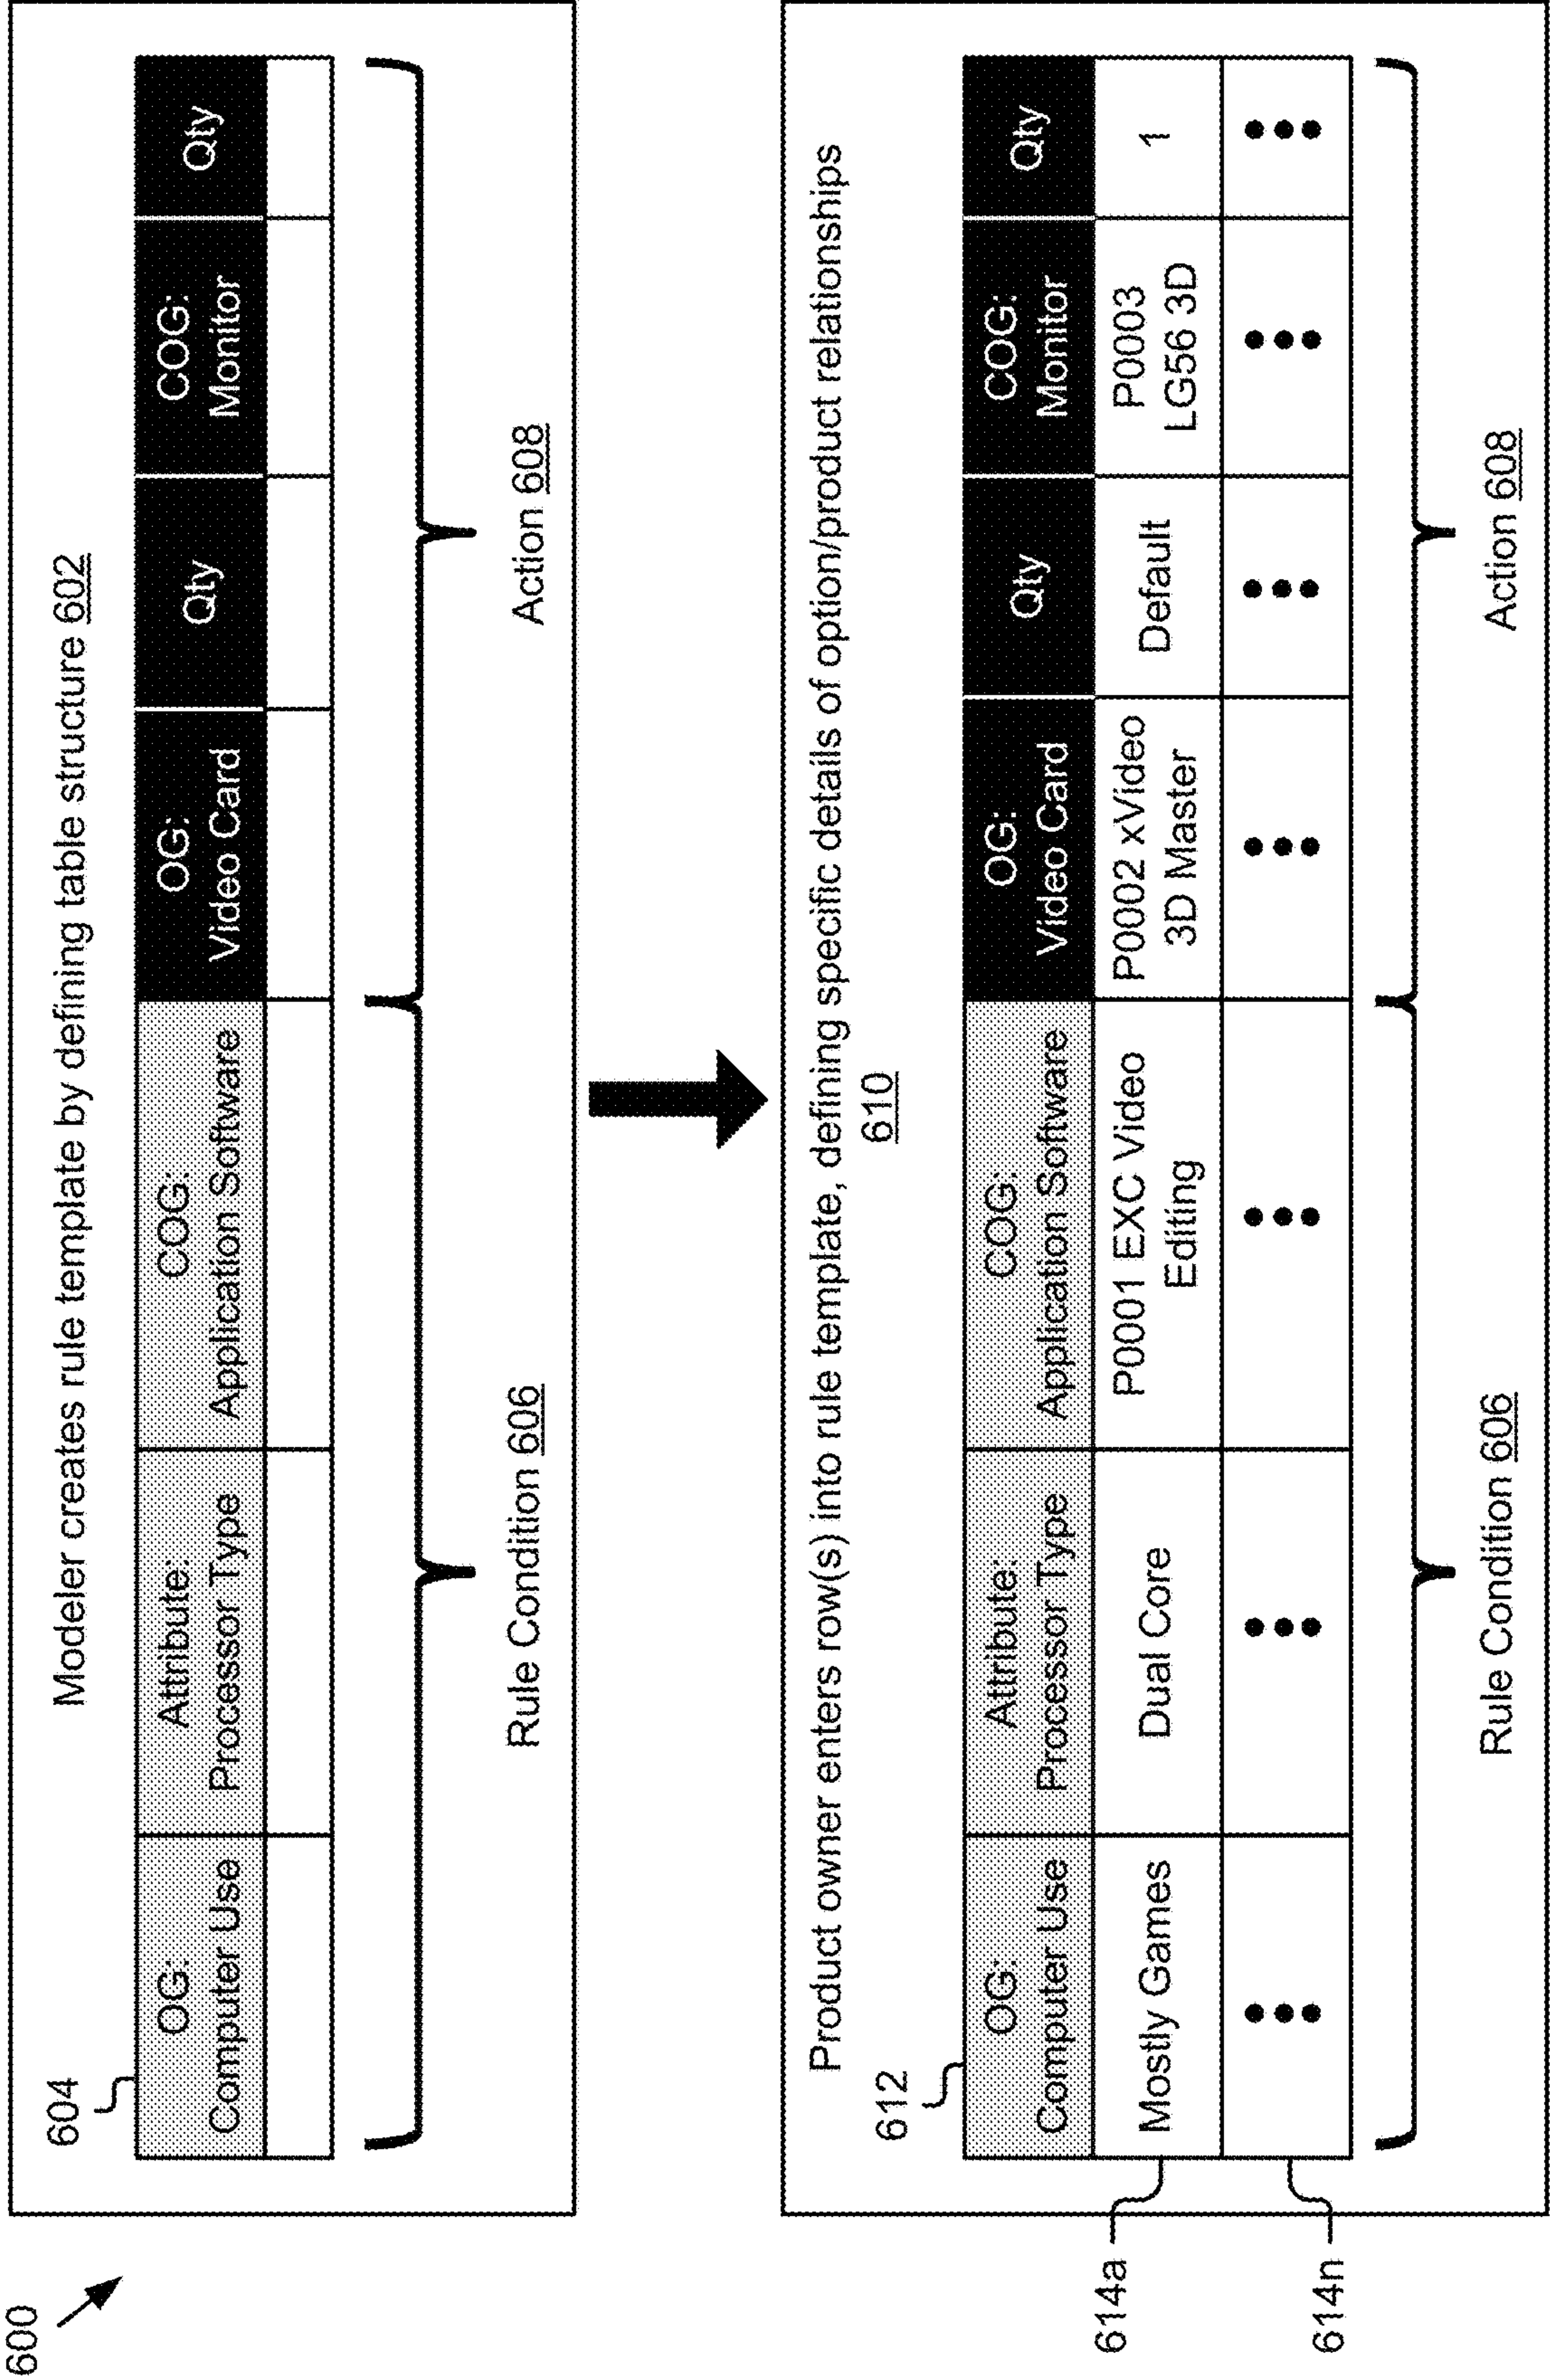 600
Modeler creates rule template by defining table structure 602
604
OG:
Computer Use
Attribute:
Processor Type
COG:
Application Software
OG:
Video Card
Qty
COG:
Monitor
Qty
Rule Condition 606
Action 608
Product owner enters row(s) into rule template, defining specific details of option/product relationships
610
612
OG:
Computer Use
Attribute:
Processor Type
COG:
Application Software
OG:
Video Card
Qty
COG:
Monitor
Qty
614a
Mostly Games
Dual Core
P0001 EXC Video
Editing
P0002 xVideo
3D Master
Default
P0003
LG56 3D
1
614n
Rule Condition 606
Action 608